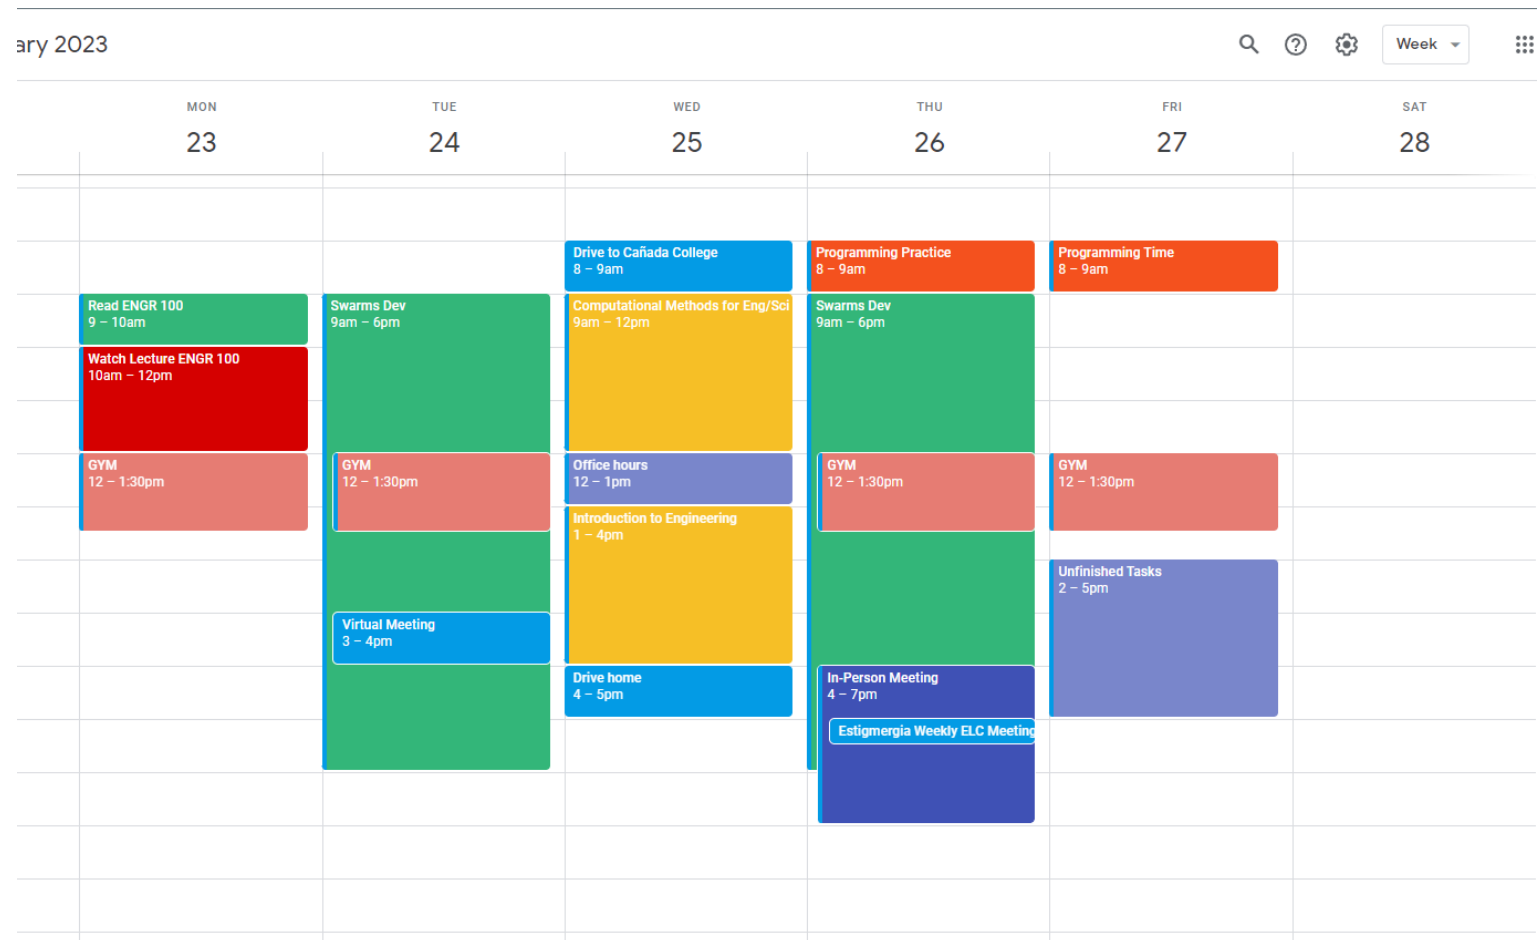 ary 2023
Week
MON
TUE
WED
THU
FRI
SAT
23
24
25
26
27
28
Drive to Cañada College
8 – 9am
Programming Practice
8 – 9am
Programming Time
8 – 9am
Read ENGR 100
9 – 10am
Swarms Dev
9am – 6pm
Computational Methods for Eng/Sci
9am – 12pm
Swarms Dev
9am – 6pm
Watch Lecture ENGR 100
10am – 12pm
GYM
12 – 1:30pm
GYM
12 – 1:30pm
Office hours
12 – 1pm
GYM
12 – 1:30pm
GYM
12 – 1:30pm
Introduction to Engineering
1 – 4pm
Unfinished Tasks
2 – 5pm
Virtual Meeting
3 – 4pm
Drive home
4 – 5pm
In-Person Meeting
4 – 7pm
Estigmergia Weekly ELC Meeting